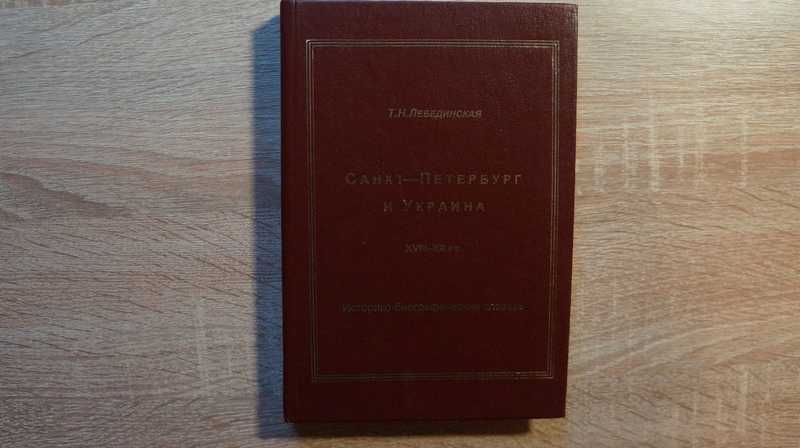 Т.Н.ЛЕБЕДИНСКАЯ
САНКТ—ПЕТЕРБУРГ
И УКРАИНА
XVIII-XX вв.
Историко-биографический словарь